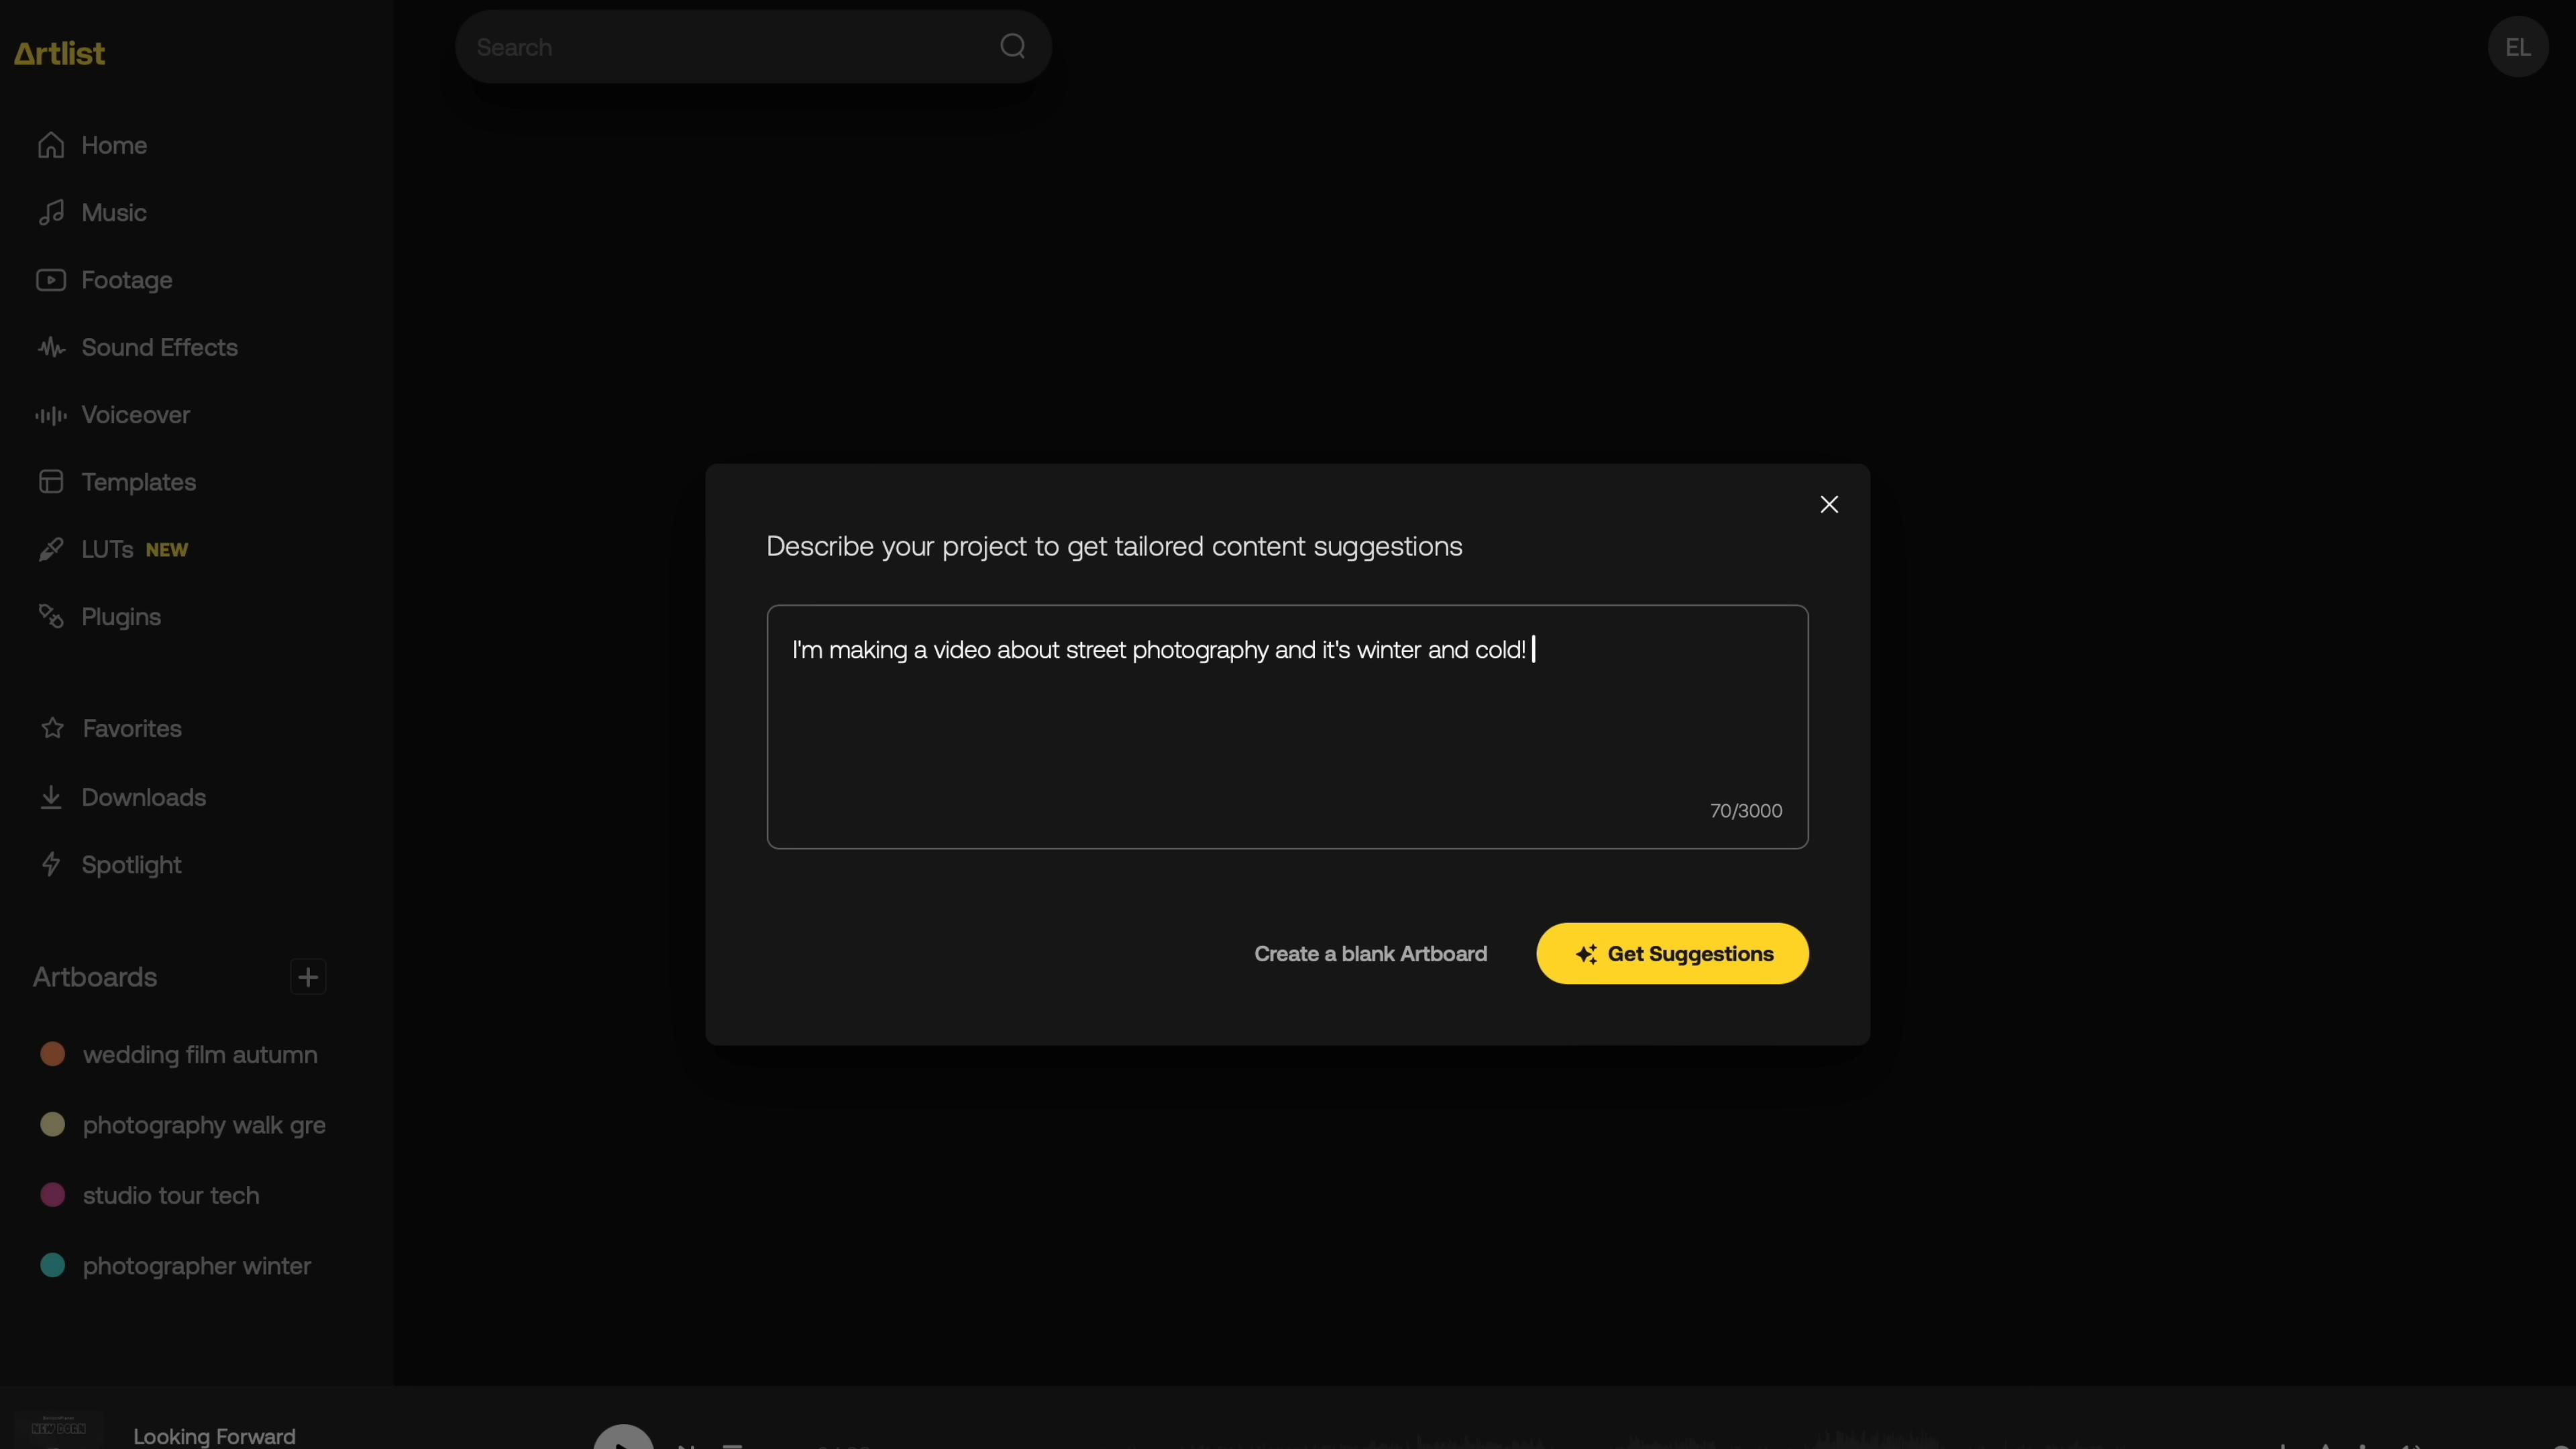 Artlist
Search
EL
Home
Music
Footage
Sound Effects
Voiceover
Templates
LUTs NEW
Plugins
Favorites
Downloads
Spotlight
Artboards
wedding film autumn
photography walk gre
studio tour tech
photographer winter
Describe your project to get tailored content suggestions
I'm making a video about street photography and it's winter and cold!
70/3000
Create a blank Artboard
Get Suggestions
Looking Forward